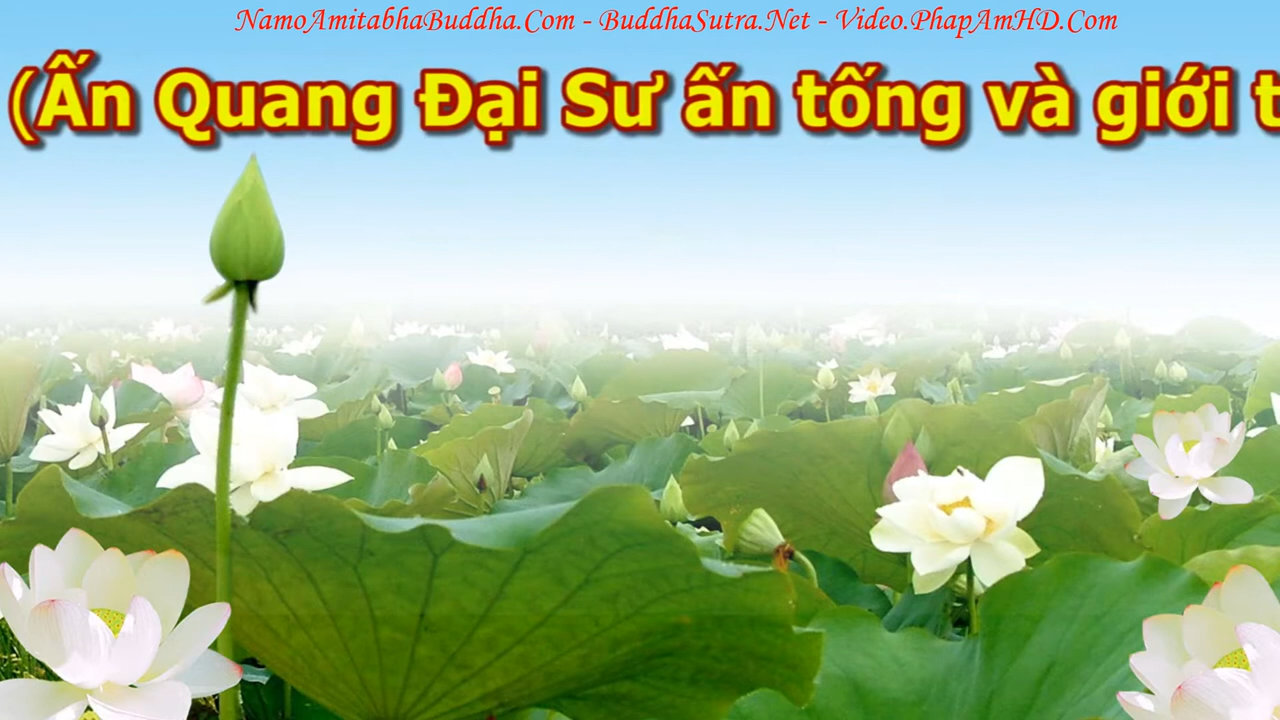 NamoAmitabhaBuddha.Com - BuddhaSutra.Net - Video.PhapAmHD.Com
(Ấn Quang Đại Sư ấn tống và giới t